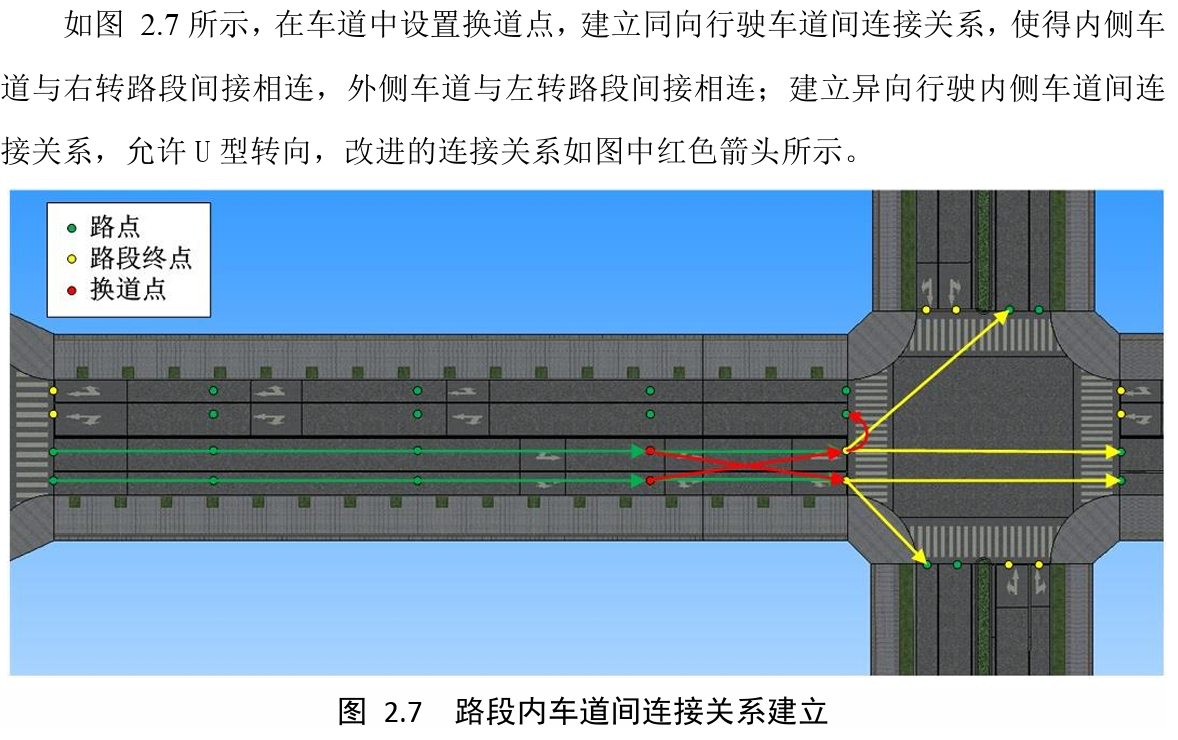 如图 2.7 所示，在车道中设置换道点，建立同向行驶车道间连接关系，使得内侧车
道与右转路段间接相连，外侧车道与左转路段间接相连；建立异向行驶内侧车道间连
接关系，允许 U 型转向，改进的连接关系如图中红色箭头所示。
路点
路段终点
换道点
图 2.7 路段内车道间连接关系建立